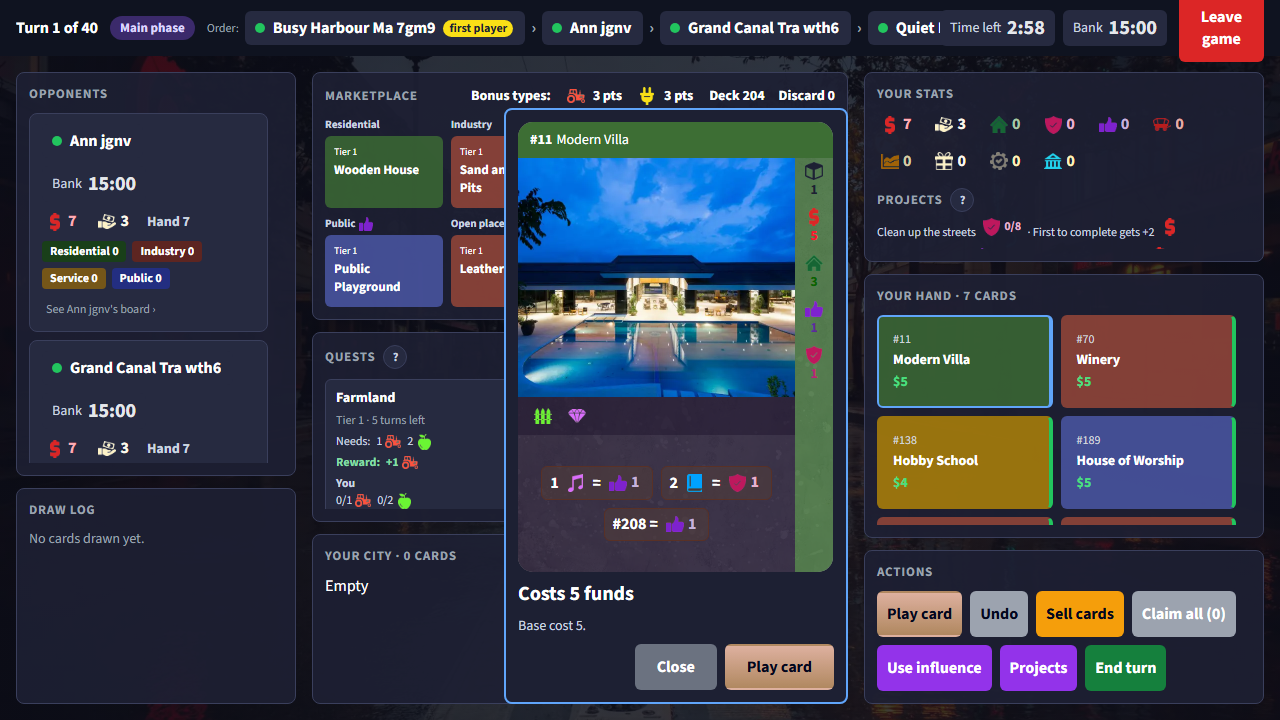 Turn 1 of 40 Main phase Order: Busy Harbour Ma 7gm9 first player › Ann jgnv › Grand Canal Tra wth6 › Quiet Time left 2:58 Bank 15:00 Leave game
OPPONENTS
Ann jgnv
Bank 15:00
7 3 Hand 7
Residential 0 Industry 0
Service 0 Public 0
See Ann jgnv's board ›
Grand Canal Tra wth6
Bank 15:00
7 3 Hand 7
DRAW LOG
No cards drawn yet.
MARKETPLACE Bonus types: 3 pts 3 pts Deck 204 Discard 0
Residential Industry
Tier 1
Wooden House
Tier 1
Sand an
Pits
Public Open place
Tier 1
Public
Playground
Tier 1
Leather
QUESTS ?
Farmland
Tier 1 · 5 turns left
Needs: 1 2
Reward: +1
You
0/1 0/2
YOUR CITY · 0 CARDS
Empty
#11 Modern Villa
1
5
3
1
1
1 = 1 2 = 1
#208 = 1
Costs 5 funds
Base cost 5.
Close Play card
YOUR STATS
7 3 0 0 0 0
0 0 0 0
PROJECTS ?
Clean up the streets 0/8 · First to complete gets +2
YOUR HAND · 7 CARDS
#11
Modern Villa
$5
#70
Winery
$5
#138
Hobby School
$4
#189
House of Worship
$5
ACTIONS
Play card Undo Sell cards Claim all (0)
Use influence Projects End turn